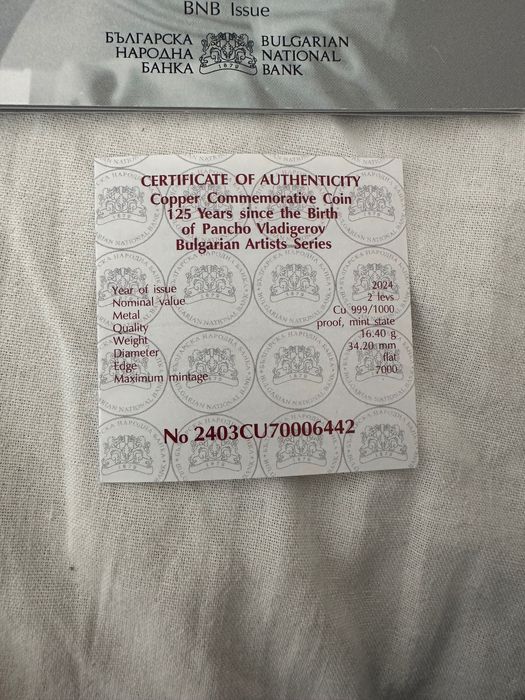 BNB Issue
БЪЛГАРСКА
НАРОДНА
БАНКА
1879
BULGARIAN
NATIONAL
BANK
CERTIFICATE OF AUTHENTICITY
Copper Commemorative Coin
125 Years since the Birth
of Pancho Vladigerov
Bulgarian Artists Series
Year of issue 2024
Nominal value 2 levs
Metal Cu 999/1000
Quality proof, mint state
Weight 16.40 g
Diameter 34.20 mm
Edge flat
Maximum mintage 7000
No 2403CU70006442